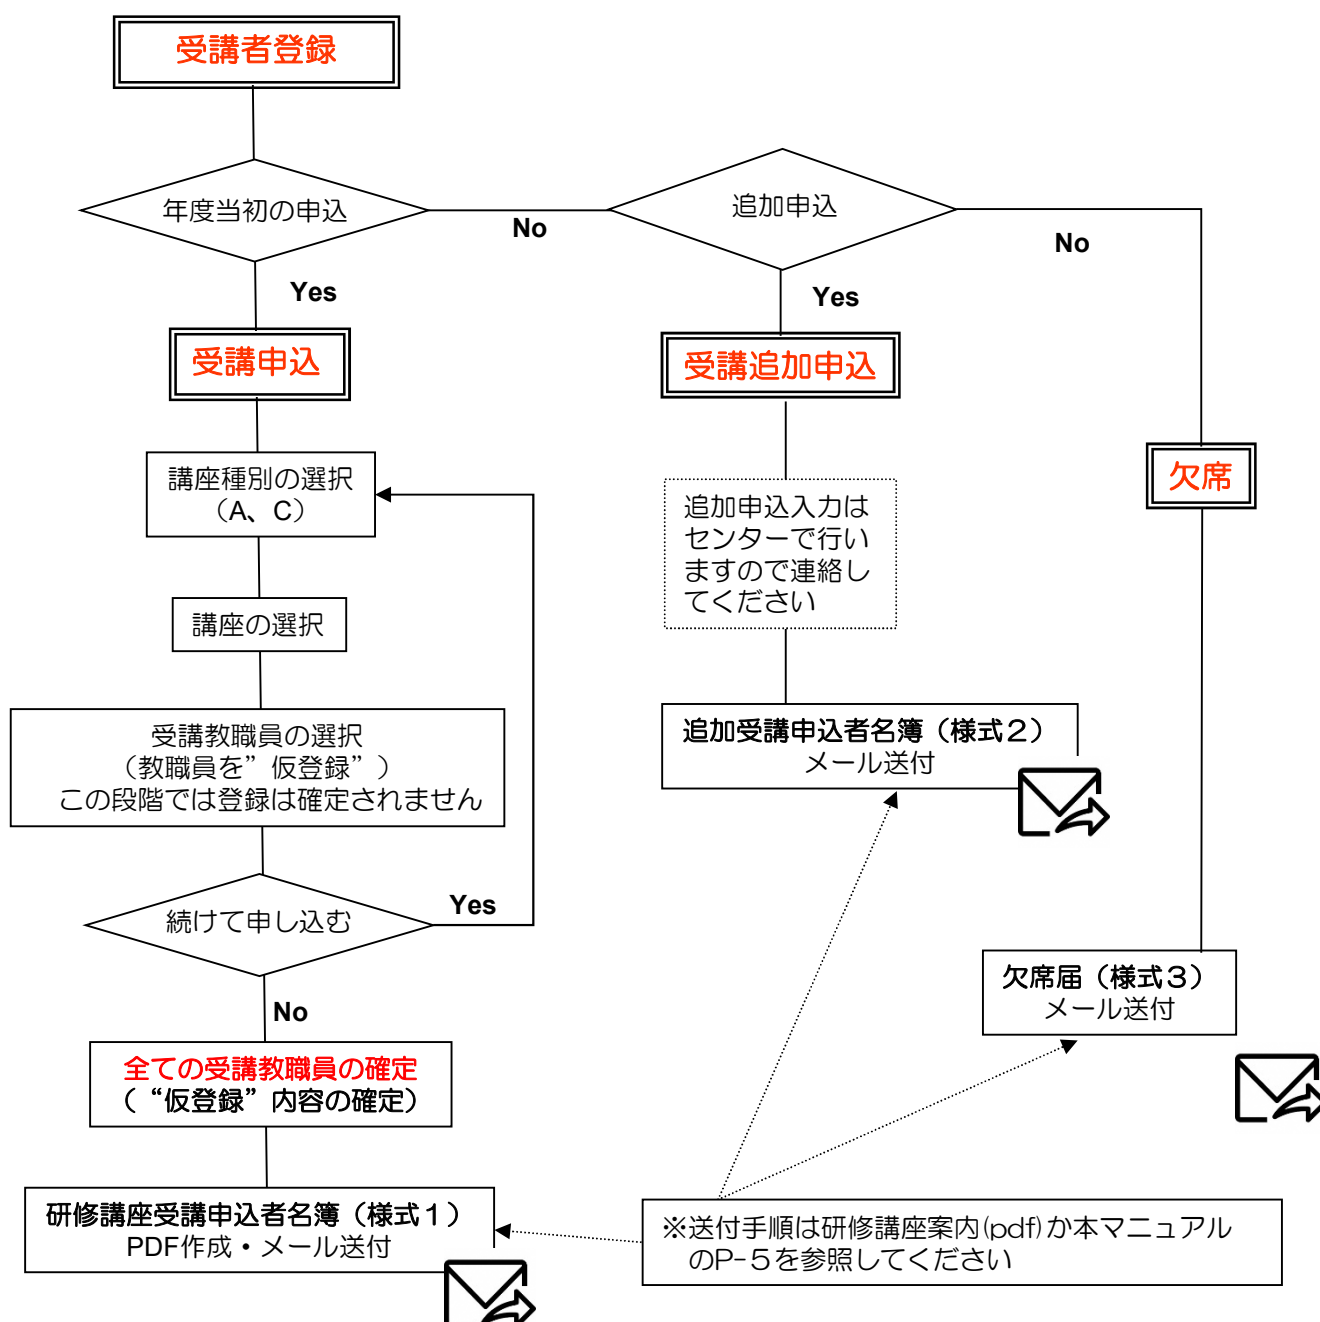 受講者登録
年度当初の申込
No
追加申込
No
Yes
Yes
受講申込
受講追加申込
欠席
講座種別の選択
（A、C）
追加申込入力は
センターで行い
ますので連絡し
てください
講座の選択
受講教職員の選択
（教職員を”仮登録”）
この段階では登録は確定されません
追加受講申込者名簿（様式２）
メール送付
続けて申し込む
Yes
No
欠席届（様式３）
メール送付
全ての受講教職員の確定
（“仮登録”内容の確定）
研修講座受講申込者名簿（様式１）
PDF作成・メール送付
※送付手順は研修講座案内(pdf)か本マニュアル
のP-５を参照してください